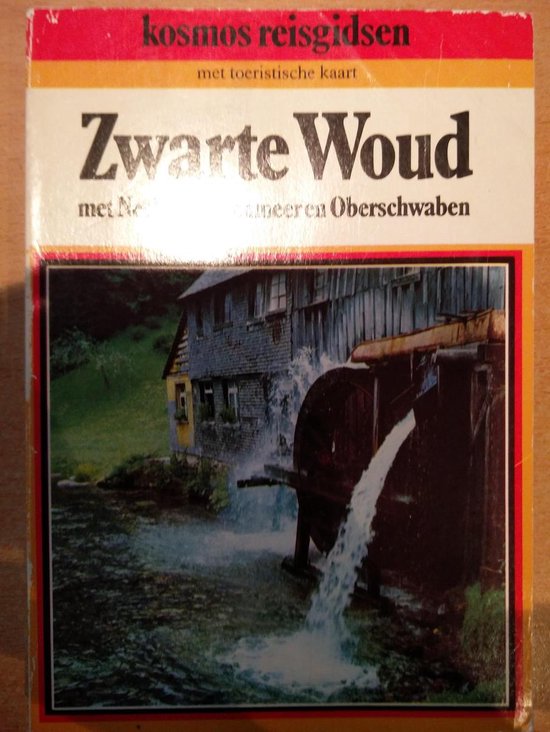 kosmos reisgidsen
met toeristische kaart
Zwarte Woud
met en Oberschwaben